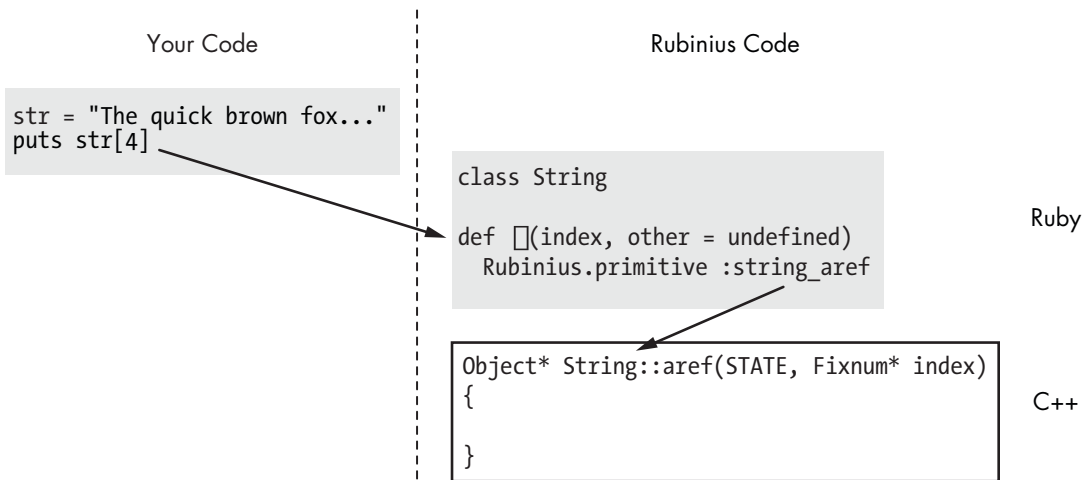 Your Code
Rubinius Code
str = "The quick brown fox..."
puts str[4]
class String
def [](index, other = undefined)
Rubinius.primitive :string_aref
Ruby
Object* String::aref(STATE, Fixnum* index)
{
}
C++